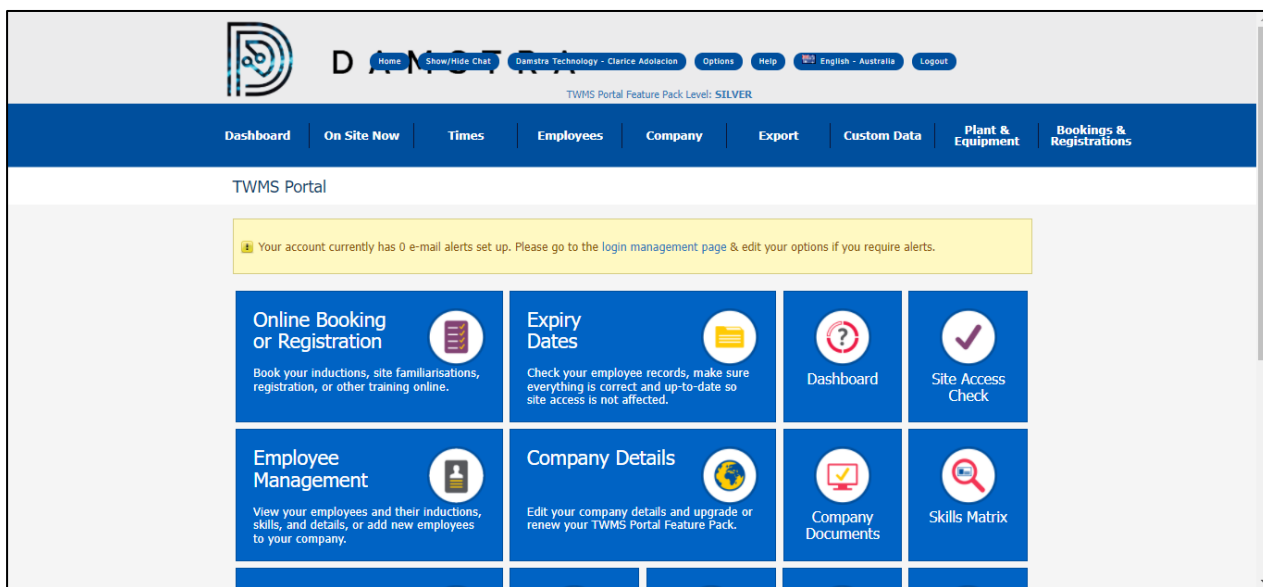 DAMSTRA
Home Show/Hide Chat Damstra Technology - Clarice Adolacion Options Help English - Australia Logout
TWMS Portal Feature Pack Level: SILVER
Dashboard On Site Now Times Employees Company Export Custom Data Plant & Equipment Bookings & Registrations
TWMS Portal
Your account currently has 0 e-mail alerts set up. Please go to the login management page & edit your options if you require alerts.
Online Booking
or Registration
Book your inductions, site familiarisations,
registration, or other training online.
Expiry
Dates
Check your employee records, make sure
everything is correct and up-to-date so
site access is not affected.
Dashboard
Site Access
Check
Employee
Management
View your employees and their inductions,
skills, and details, or add new employees
to your company.
Company Details
Edit your company details and upgrade or
renew your TWMS Portal Feature Pack.
Company
Documents
Skills Matrix